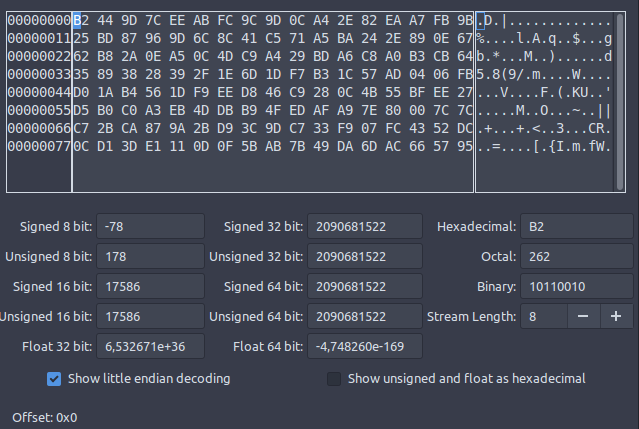 00000000 B2 44 9D 7C EE AB FC 9C 9D 0C A4 2E 82 EA A7 FB 9B .D.|.............
00000011 25 BD 87 96 9D 6C 8C 41 C5 71 A5 BA 24 2E 89 0E 67 %....l.A.q..$...g
00000022 62 B8 2A 0E A5 0C 4D C9 A4 29 BD A6 C8 A0 B3 CB 64 b.*...M..)......d
00000033 35 89 38 28 39 2F 1E 6D 1D F7 B3 1C 57 AD 04 06 FB 5.8(9/.m....W....
00000044 D0 1A B4 56 1D F9 EE D8 46 C9 28 0C 4B 55 BF EE 27 ...V....F.(.KU..'
00000055 D5 B0 C0 A3 EB 4D DB B9 4F ED AF A9 7E 80 00 7C 7C .....M..O...~..||
00000066 C7 2B CA 87 9A 2B D9 3C 9D C7 33 F9 07 FC 43 52 DC .+...+.<..3...CR.
00000077 0C D1 3D E1 11 0D 0F 5B AB 7B 49 DA 6D AC 66 57 95 ..=....[.{I.m.fW.
Signed 8 bit: -78 Signed 32 bit: 2090681522 Hexadecimal: B2
Unsigned 8 bit: 178 Unsigned 32 bit: 2090681522 Octal: 262
Signed 16 bit: 17586 Signed 64 bit: 2090681522 Binary: 10110010
Unsigned 16 bit: 17586 Unsigned 64 bit: 2090681522 Stream Length: 8 − +
Float 32 bit: 6,532671e+36 Float 64 bit: -4,748260e-169
Show little endian decoding Show unsigned and float as hexadecimal
Offset: 0x0